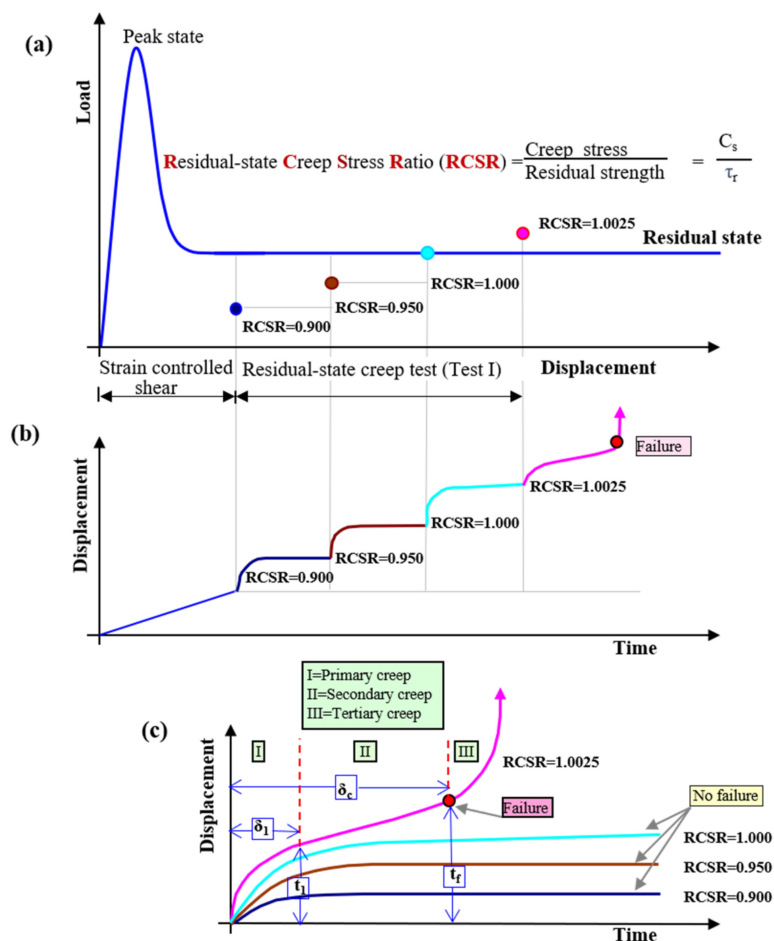 (a)
Peak state
Load
Residual-state Creep Stress Ratio (RCSR) = Creep stress / Residual strength = Cs / τr
RCSR=1.0025
Residual state
RCSR=1.000
RCSR=0.950
RCSR=0.900
Strain controlled
shear
Residual-state creep test (Test I)
Displacement
(b)
Displacement
Failure
RCSR=1.0025
RCSR=1.000
RCSR=0.950
RCSR=0.900
Time
I=Primary creep
II=Secondary creep
III=Tertiary creep
(c)
Displacement
I
II
III
RCSR=1.0025
δc
No failure
Failure
δ1
RCSR=1.000
RCSR=0.950
t1
tf
RCSR=0.900
Time